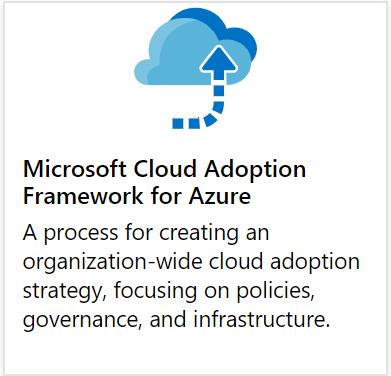 Microsoft Cloud Adoption
Framework for Azure
A process for creating an
organization-wide cloud adoption
strategy, focusing on policies,
governance, and infrastructure.